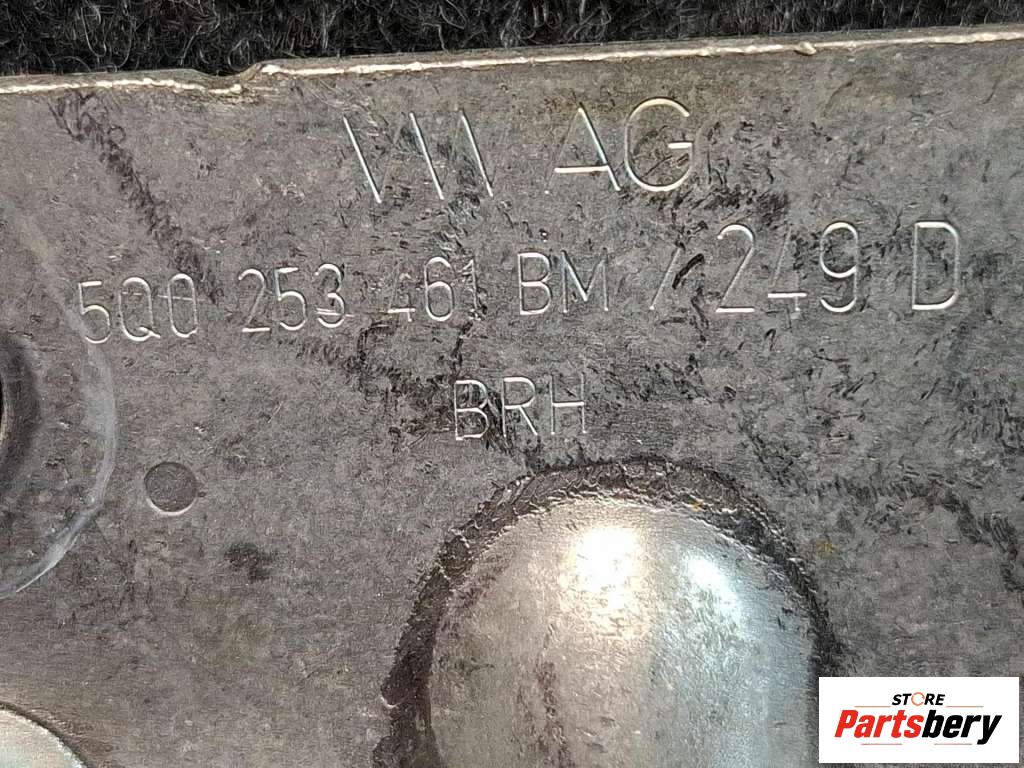 VW AG
5Q0 253 461 BM / 249 D
BRH
STORE
Partsbery